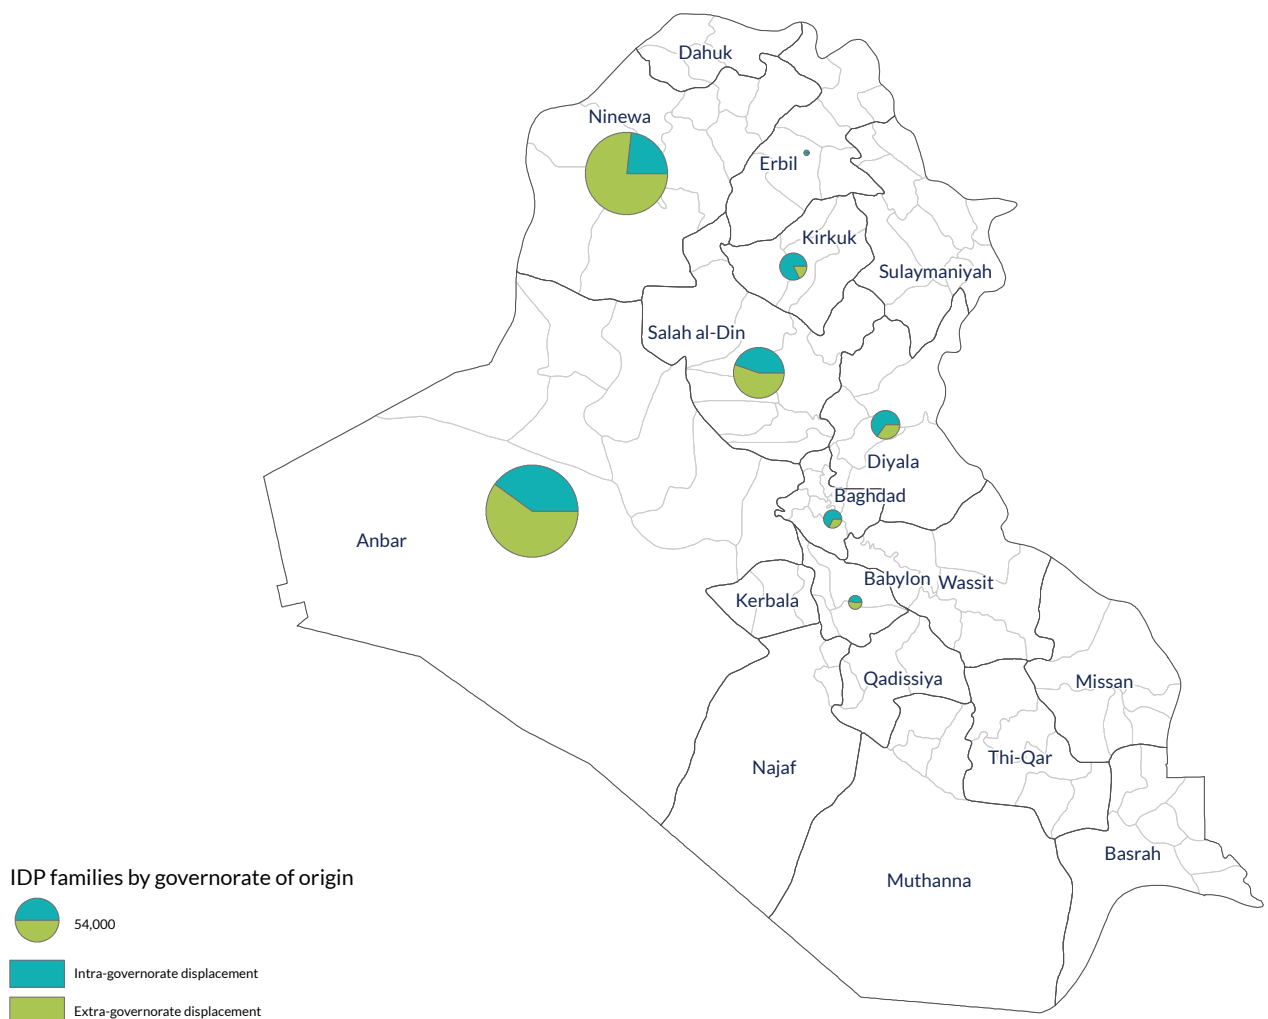 Dahuk
Ninewa
Erbil
Kirkuk
Sulaymaniyah
Salah al-Din
Diyala
Baghdad
Anbar
Babylon
Wassit
Kerbala
Qadissiya
Missan
Thi-Qar
Najaf
Basrah
Muthanna
IDP families by governorate of origin
54,000
Intra-governorate displacement
Extra-governorate displacement